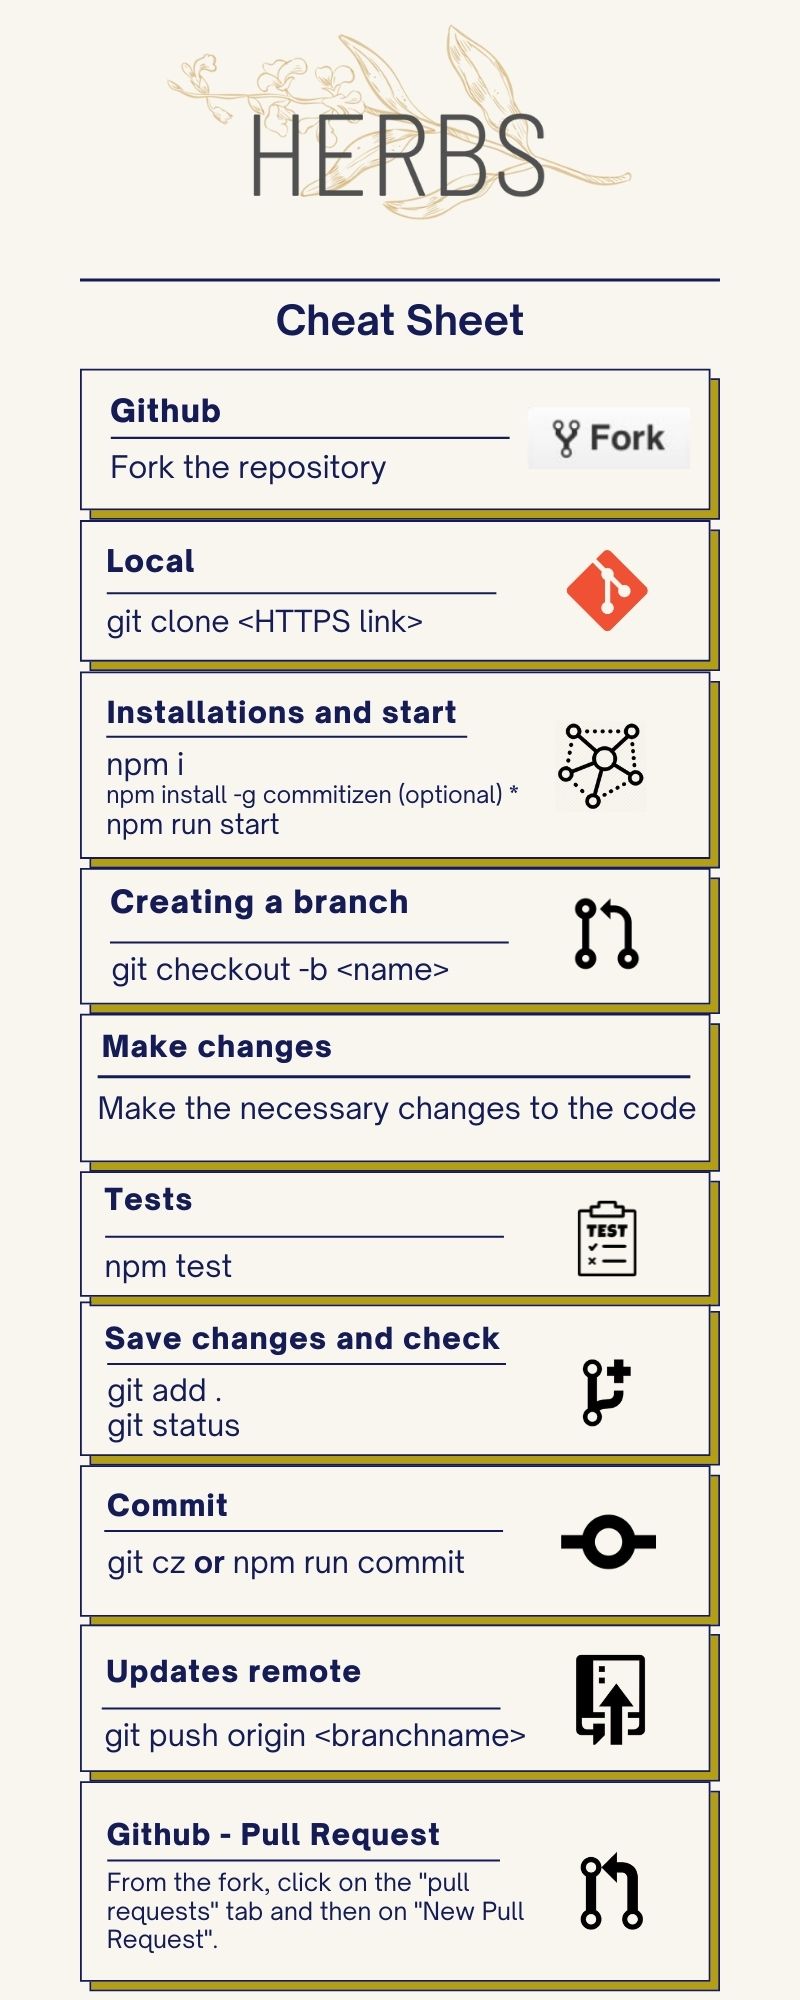 HERBS
Cheat Sheet
Github
Fork
Fork the repository
Local
git clone <HTTPS link>
Installations and start
npm i
npm install -g commitizen (optional) *
npm run start
Creating a branch
git checkout -b <name>
Make changes
Make the necessary changes to the code
Tests
TEST
npm test
Save changes and check
git add .
git status
Commit
git cz or npm run commit
Updates remote
git push origin <branchname>
Github - Pull Request
From the fork, click on the "pull
requests" tab and then on "New Pull
Request".